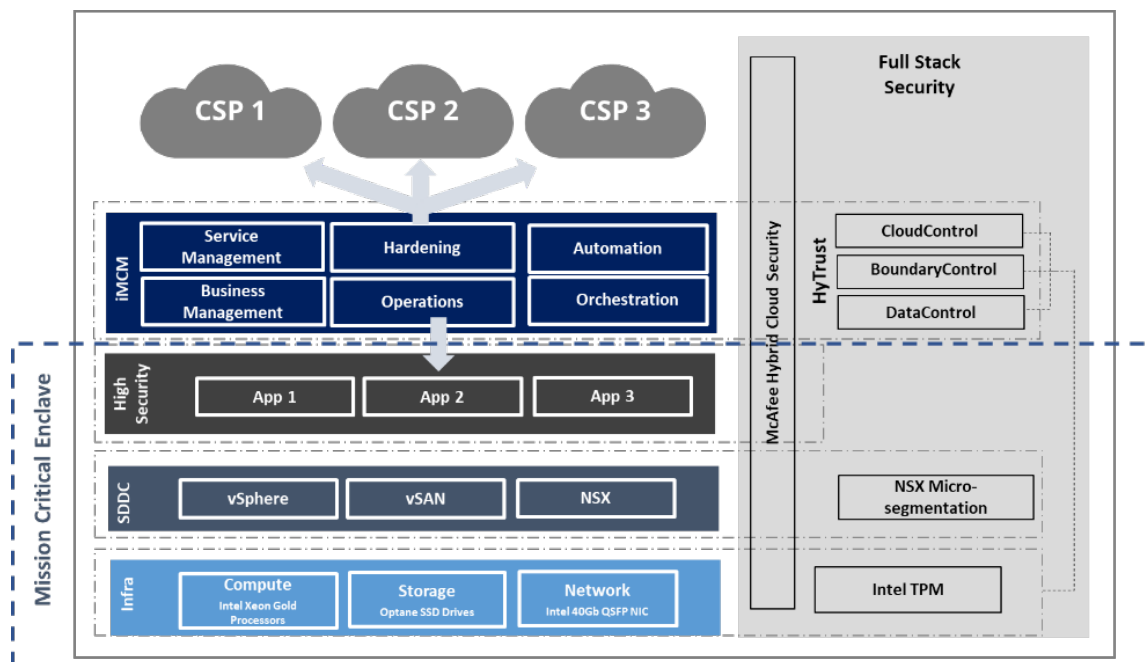 Full Stack
Security
CSP 1
CSP 2
CSP 3
iMCM
Service
Management
Hardening
Automation
Business
Management
Operations
Orchestration
McAfee Hybrid Cloud Security
HyTrust
CloudControl
BoundaryControl
DataControl
Mission Critical Enclave
High
Security
App 1
App 2
App 3
SDDC
vSphere
vSAN
NSX
NSX Micro-
segmentation
Infra
Compute
Intel Xeon Gold
Processors
Storage
Optane SSD Drives
Network
Intel 40Gb QSFP NIC
Intel TPM